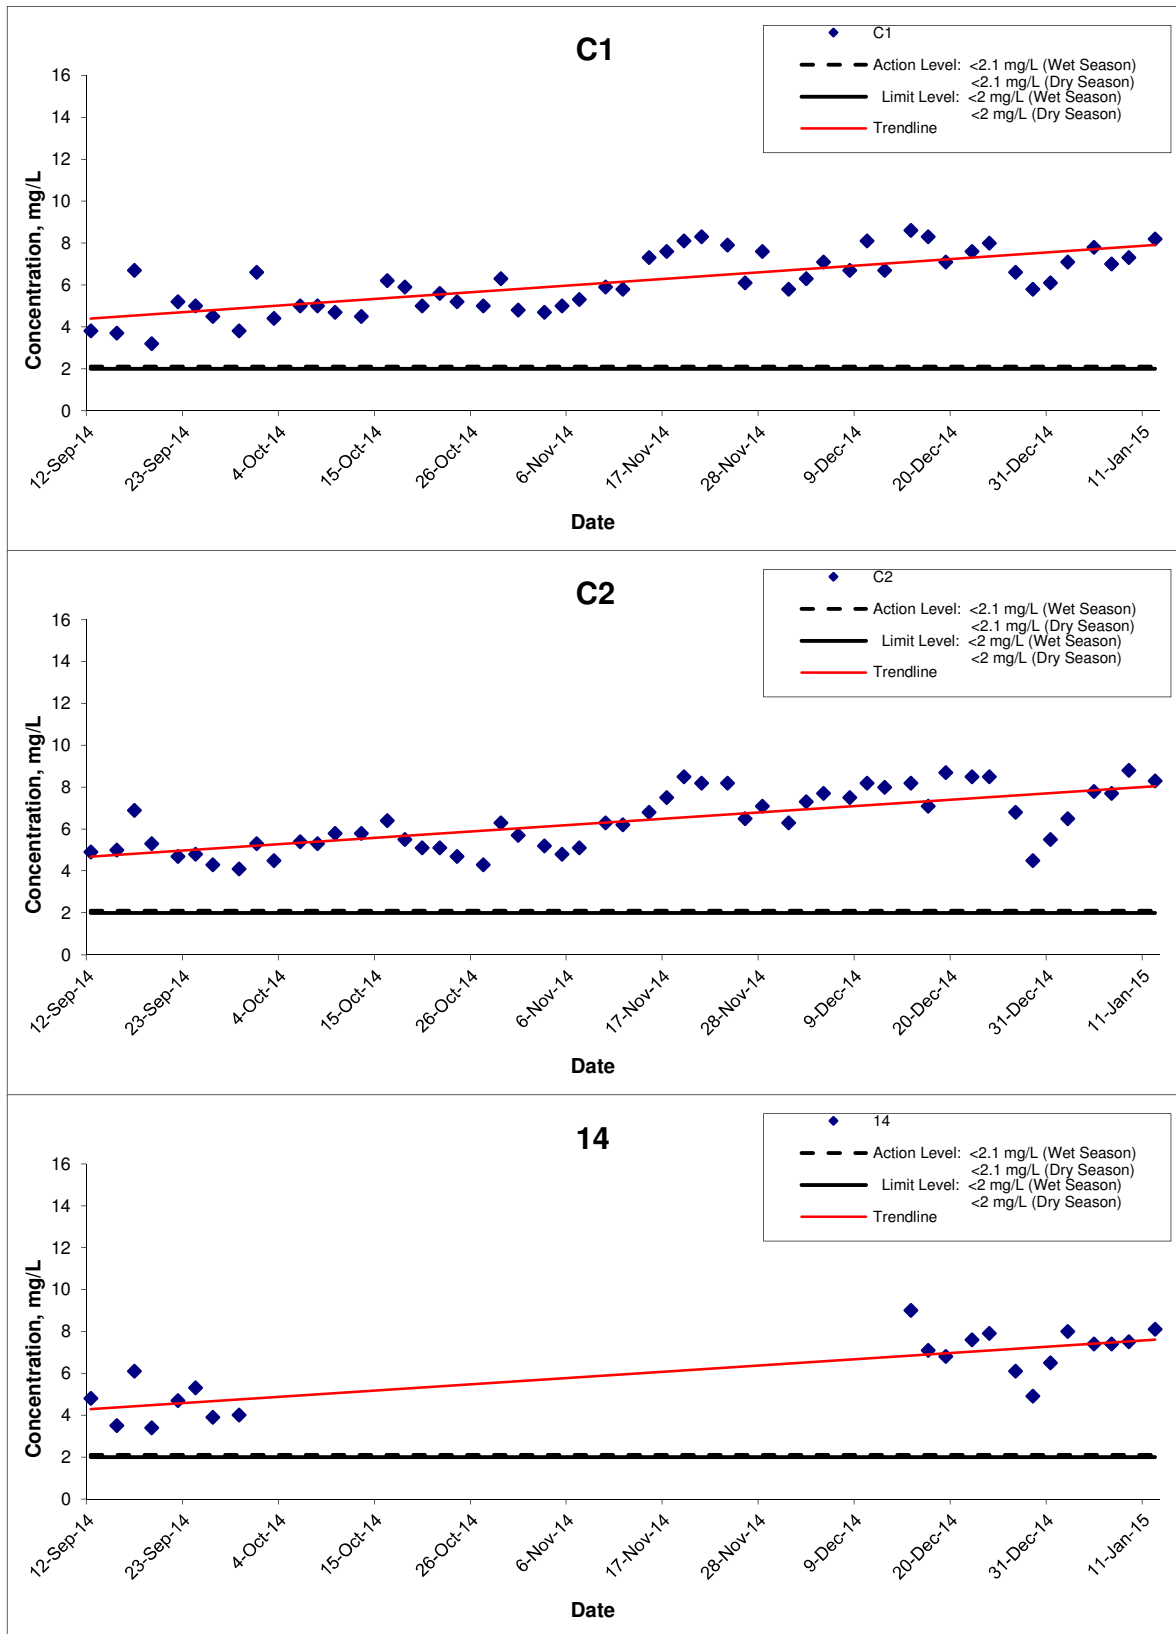 C1
C1
Action Level: <2.1 mg/L (Wet Season)
<2.1 mg/L (Dry Season)
Limit Level: <2 mg/L (Wet Season)
<2 mg/L (Dry Season)
Trendline
Concentration, mg/L
16
14
12
10
8
6
4
2
0
12-Sep-14
23-Sep-14
4-Oct-14
15-Oct-14
26-Oct-14
6-Nov-14
17-Nov-14
28-Nov-14
9-Dec-14
20-Dec-14
31-Dec-14
11-Jan-15
Date
C2
C2
Action Level: <2.1 mg/L (Wet Season)
<2.1 mg/L (Dry Season)
Limit Level: <2 mg/L (Wet Season)
<2 mg/L (Dry Season)
Trendline
Concentration, mg/L
16
14
12
10
8
6
4
2
0
12-Sep-14
23-Sep-14
4-Oct-14
15-Oct-14
26-Oct-14
6-Nov-14
17-Nov-14
28-Nov-14
9-Dec-14
20-Dec-14
31-Dec-14
11-Jan-15
Date
14
14
Action Level: <2.1 mg/L (Wet Season)
<2.1 mg/L (Dry Season)
Limit Level: <2 mg/L (Wet Season)
<2 mg/L (Dry Season)
Trendline
Concentration, mg/L
16
14
12
10
8
6
4
2
0
12-Sep-14
23-Sep-14
4-Oct-14
15-Oct-14
26-Oct-14
6-Nov-14
17-Nov-14
28-Nov-14
9-Dec-14
20-Dec-14
31-Dec-14
11-Jan-15
Date